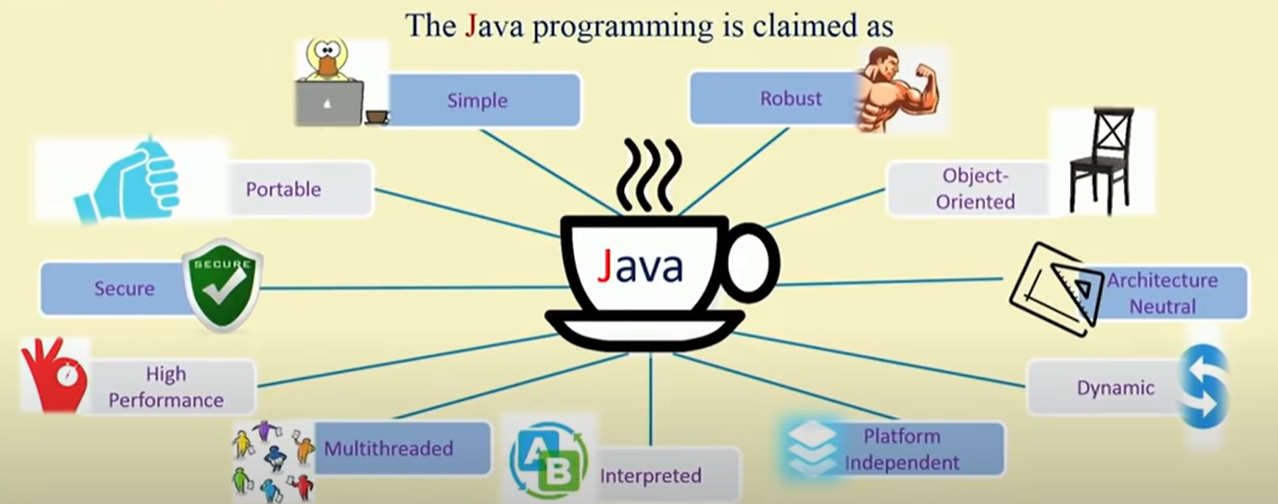 The Java programming is claimed as
Simple
Robust
Portable
Object-
Oriented
Java
Secure
SECURE
Architecture
Neutral
High
Performance
Dynamic
Multithreaded
A
B
Interpreted
Platform
Independent